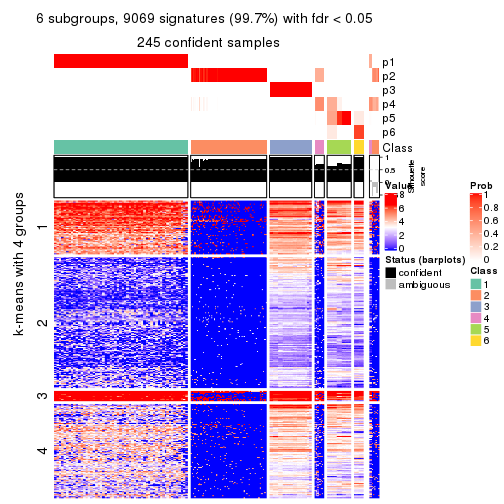 6 subgroups, 9069 signatures (99.7%) with fdr < 0.05
245 confident samples
p1
p2
p3
p4
p5
p6
Class
1
0.5
0
Silhouette
score
k-means with 4 groups
1
2
3
4
Value
8
6
4
2
0
Status (barplots)
confident
ambiguous
Prob
1
0.8
0.6
0.4
0.2
0
Class
1
2
3
4
5
6